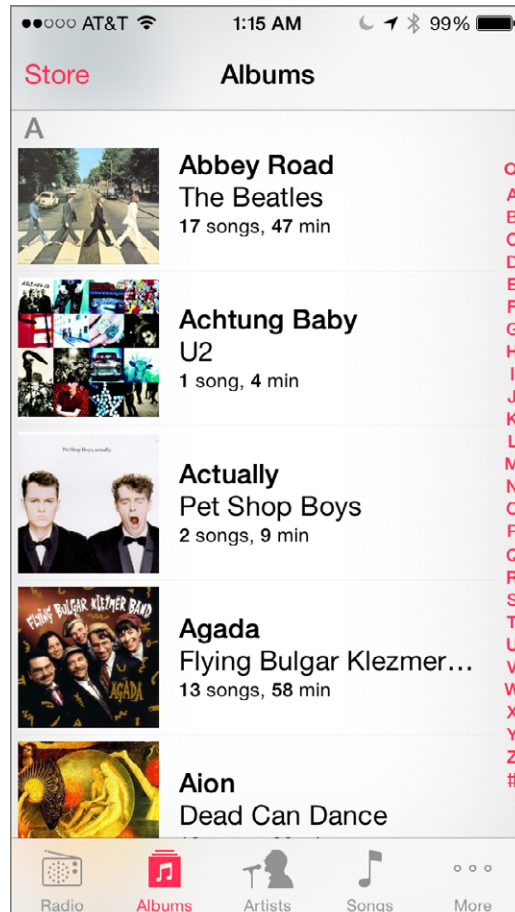 AT&T 1:15 AM 99%
Store Albums
A
Abbey Road
The Beatles
17 songs, 47 min
Achtung Baby
U2
1 song, 4 min
Pet Shop Boys, actually.
Actually
Pet Shop Boys
2 songs, 9 min
FLYING BULGAR KLEZMER BAND
AGADA
Agada
Flying Bulgar Klezmer…
13 songs, 58 min
Aion
Dead Can Dance
A
B
C
D
E
F
G
H
I
J
K
L
M
N
O
P
Q
R
S
T
U
V
W
X
Y
Z
#
Radio Albums Artists Songs More